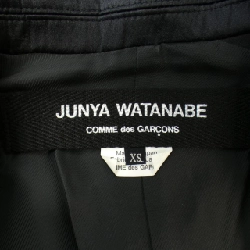 JUNYA WATANABE
COMME des GARÇONS
XS